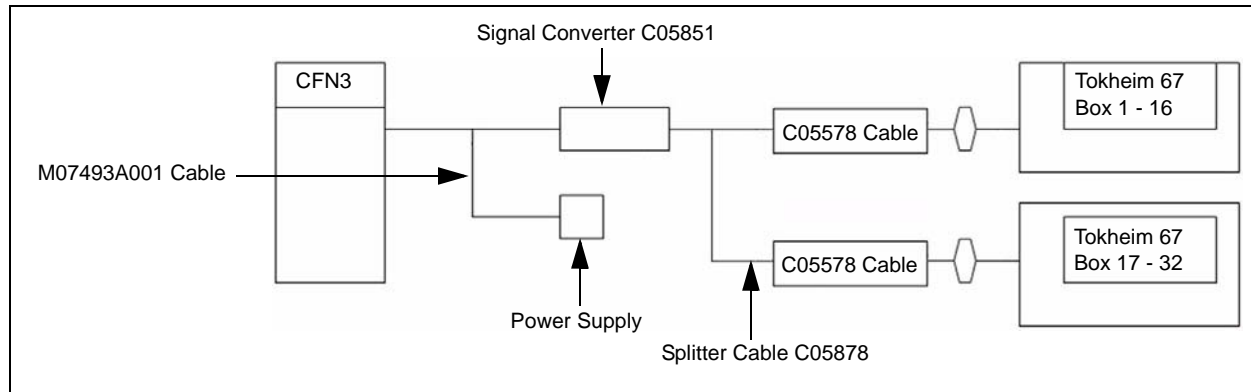 Signal Converter C05851
CFN3
Tokheim 67
Box 1 - 16
C05578 Cable
M07493A001 Cable
Tokheim 67
Box 17 - 32
C05578 Cable
Power Supply
Splitter Cable C05878